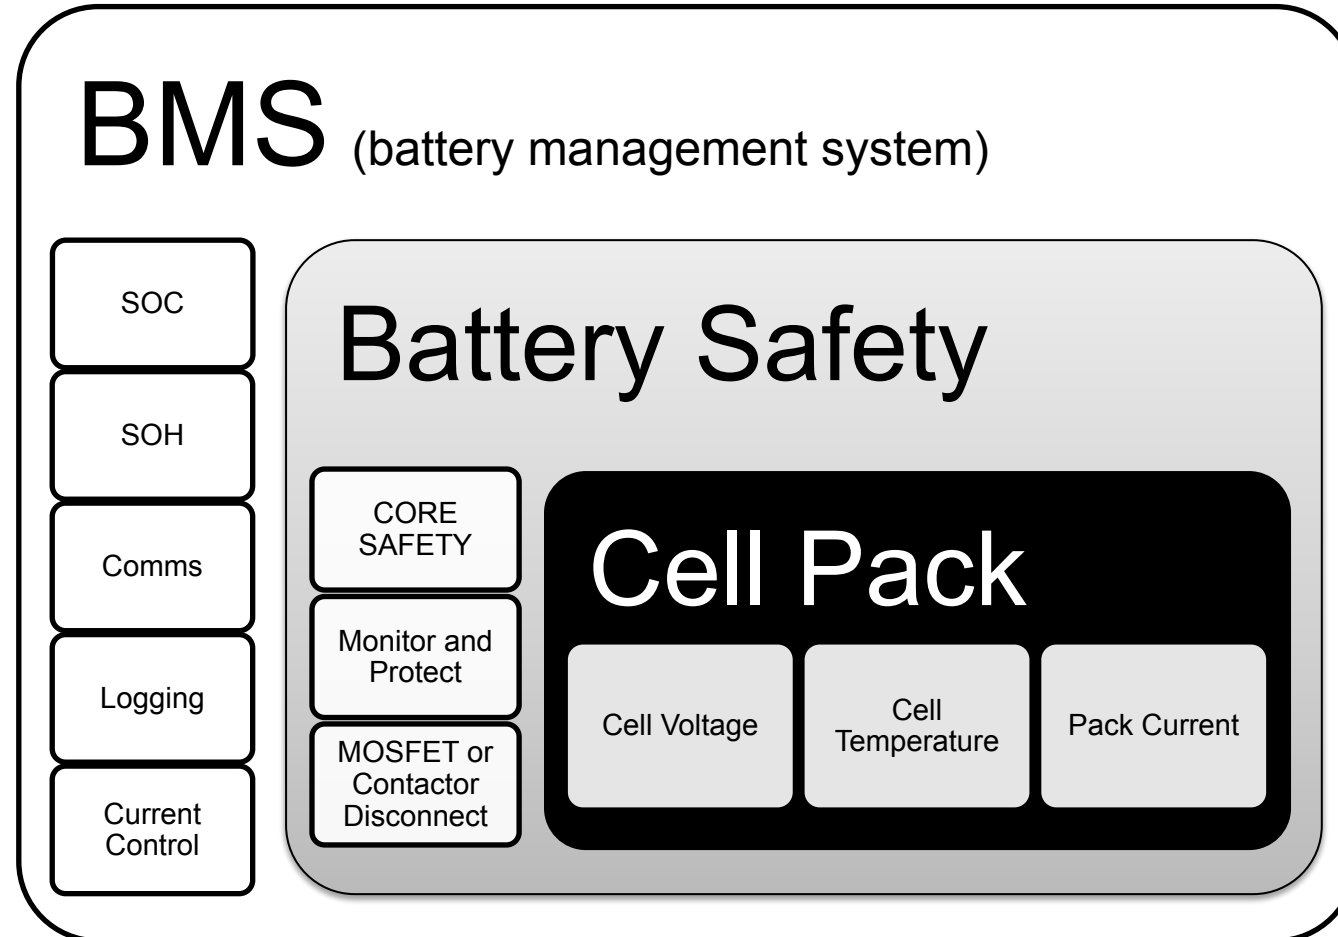 BMS (battery management system)
SOC
SOH
Comms
Logging
Current
Control
Battery Safety
CORE
SAFETY
Monitor and
Protect
MOSFET or
Contactor
Disconnect
Cell Pack
Cell Voltage
Cell
Temperature
Pack Current